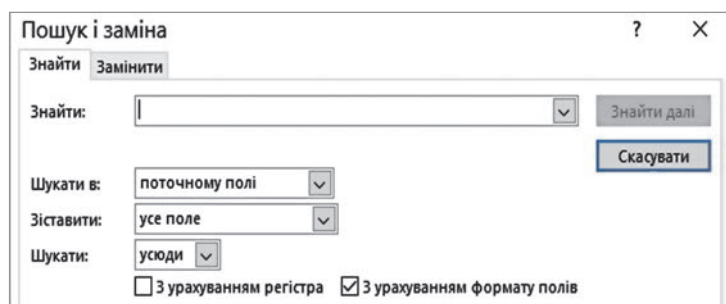 Пошук і заміна ? ×
Знайти Замінити
Знайти: Знайти далі
Скасувати
Шукати в: поточному полі
Зіставити: усе поле
Шукати: усюди
З урахуванням регістра З урахуванням формату полів